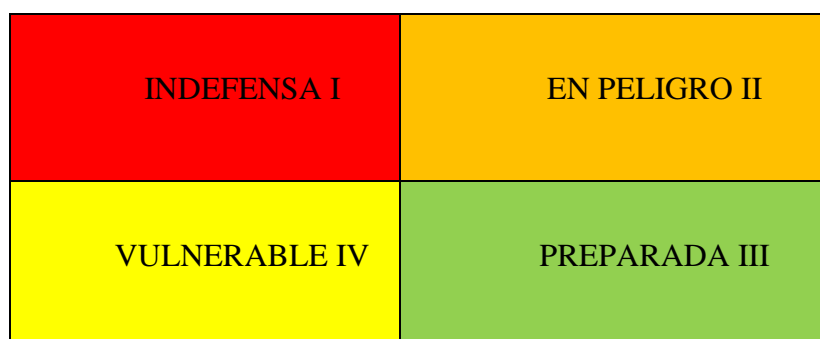 INDEFENSA I
EN PELIGRO II
VULNERABLE IV
PREPARADA III